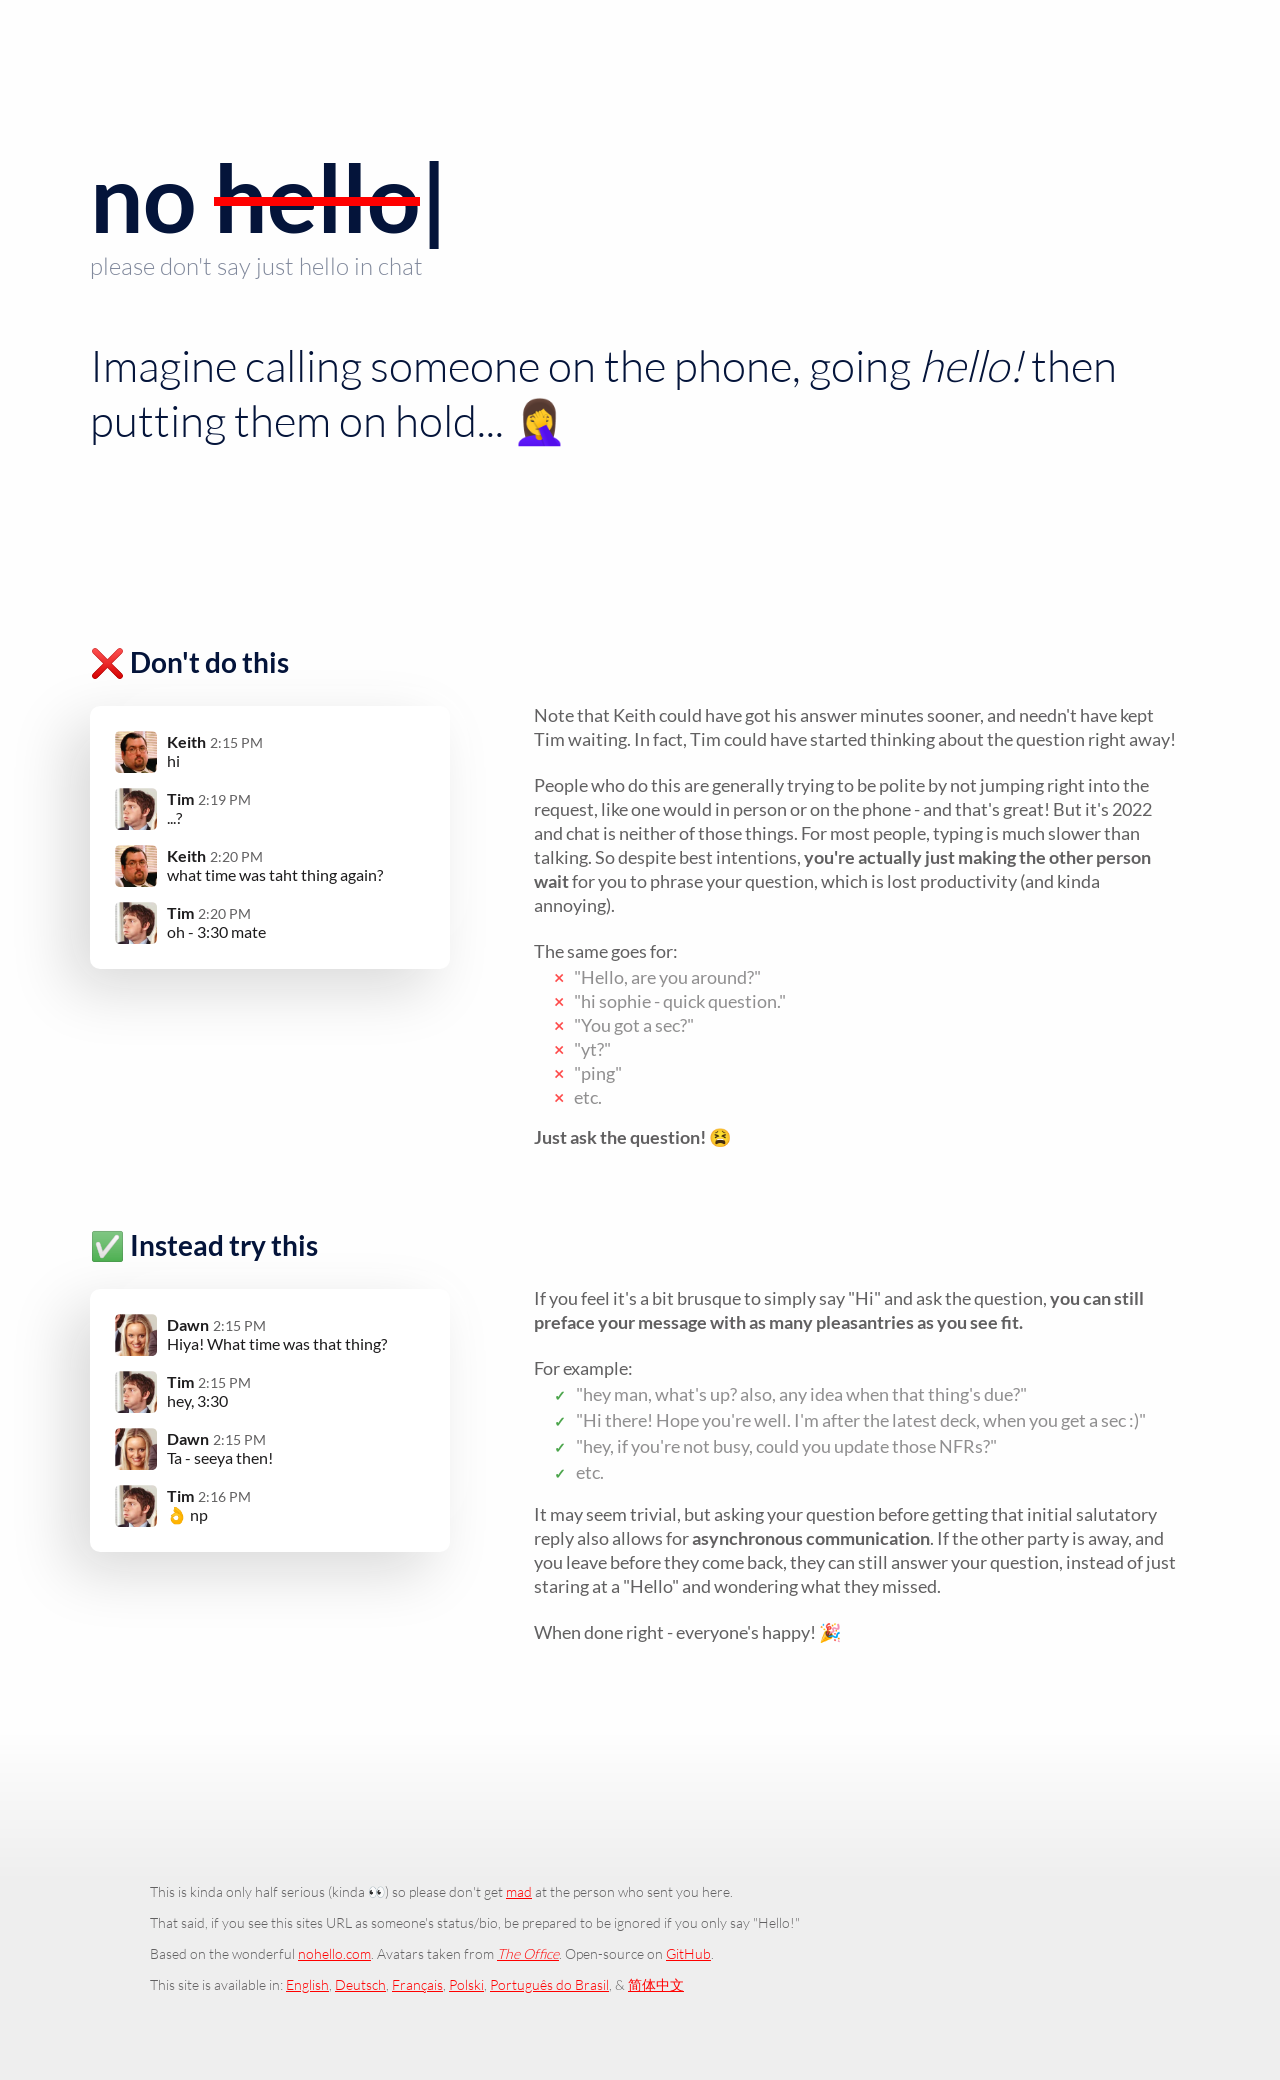 no hello|
please don't say just hello in chat
Imagine calling someone on the phone, going hello! then
putting them on hold... 🤦‍♀️
❌ Don't do this
Keith 2:15 PM
hi
Tim 2:19 PM
...?
Keith 2:20 PM
what time was taht thing again?
Tim 2:20 PM
oh - 3:30 mate
Note that Keith could have got his answer minutes sooner, and needn't have kept
Tim waiting. In fact, Tim could have started thinking about the question right away!
People who do this are generally trying to be polite by not jumping right into the
request, like one would in person or on the phone - and that's great! But it's 2022
and chat is neither of those things. For most people, typing is much slower than
talking. So despite best intentions, you're actually just making the other person
wait for you to phrase your question, which is lost productivity (and kinda
annoying).
The same goes for:
× "Hello, are you around?"
× "hi sophie - quick question."
× "You got a sec?"
× "yt?"
× "ping"
× etc.
Just ask the question! 😫
✅ Instead try this
Dawn 2:15 PM
Hiya! What time was that thing?
Tim 2:15 PM
hey, 3:30
Dawn 2:15 PM
Ta - seeya then!
Tim 2:16 PM
👌 np
If you feel it's a bit brusque to simply say "Hi" and ask the question, you can still
preface your message with as many pleasantries as you see fit.
For example:
✓ "hey man, what's up? also, any idea when that thing's due?"
✓ "Hi there! Hope you're well. I'm after the latest deck, when you get a sec :)"
✓ "hey, if you're not busy, could you update those NFRs?"
✓ etc.
It may seem trivial, but asking your question before getting that initial salutatory
reply also allows for asynchronous communication. If the other party is away, and
you leave before they come back, they can still answer your question, instead of just
staring at a "Hello" and wondering what they missed.
When done right - everyone's happy! 🎉
This is kinda only half serious (kinda 👀) so please don't get mad at the person who sent you here.
That said, if you see this sites URL as someone's status/bio, be prepared to be ignored if you only say "Hello!"
Based on the wonderful nohello.com. Avatars taken from The Office. Open-source on GitHub.
This site is available in: English, Deutsch, Français, Polski, Português do Brasil, & 简体中文